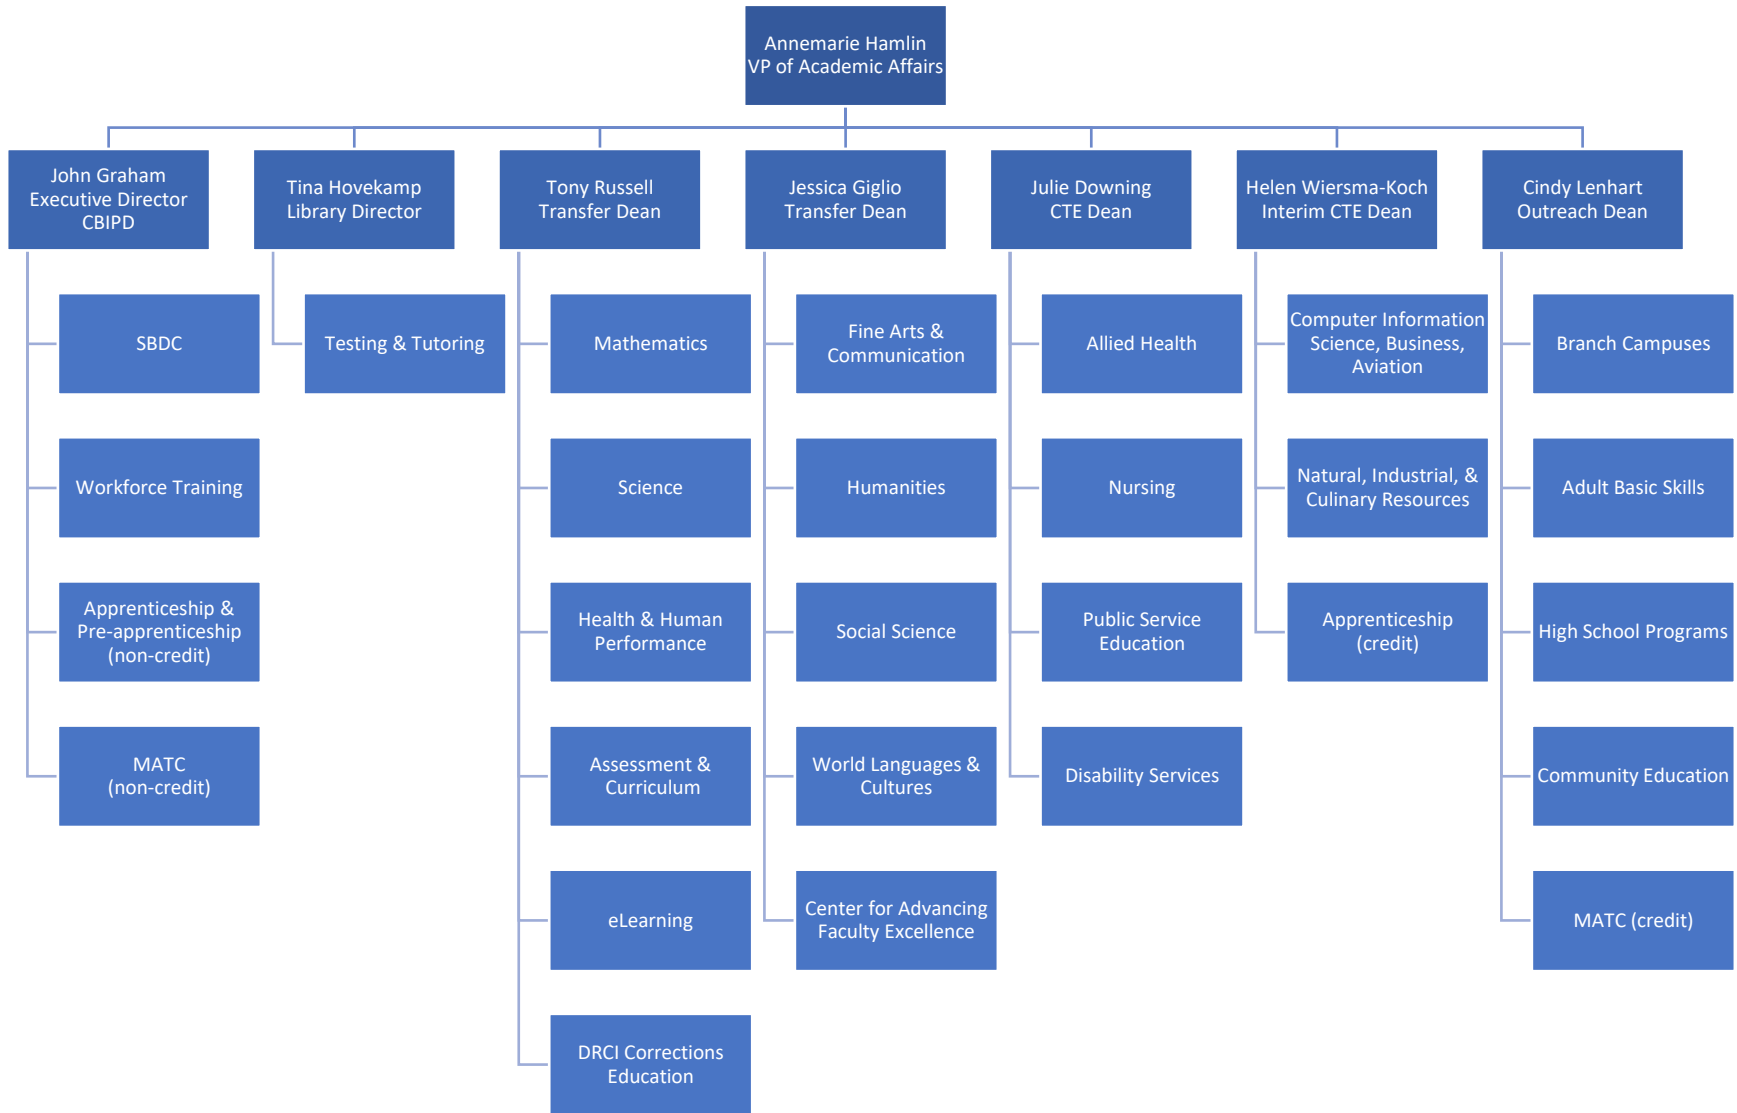 Annemarie Hamlin
VP of Academic Affairs
John Graham
Executive Director
CBIPD
Tina Hovekamp
Library Director
Tony Russell
Transfer Dean
Jessica Giglio
Transfer Dean
Julie Downing
CTE Dean
Helen Wiersma-Koch
Interim CTE Dean
Cindy Lenhart
Outreach Dean
SBDC
Workforce Training
Apprenticeship &
Pre-apprenticeship
(non-credit)
MATC
(non-credit)
Testing & Tutoring
Mathematics
Science
Health & Human
Performance
Assessment &
Curriculum
eLearning
DRCI Corrections
Education
Fine Arts &
Communication
Humanities
Social Science
World Languages &
Cultures
Center for Advancing
Faculty Excellence
Allied Health
Nursing
Public Service
Education
Disability Services
Computer Information
Science, Business,
Aviation
Natural, Industrial, &
Culinary Resources
Apprenticeship
(credit)
Branch Campuses
Adult Basic Skills
High School Programs
Community Education
MATC (credit)